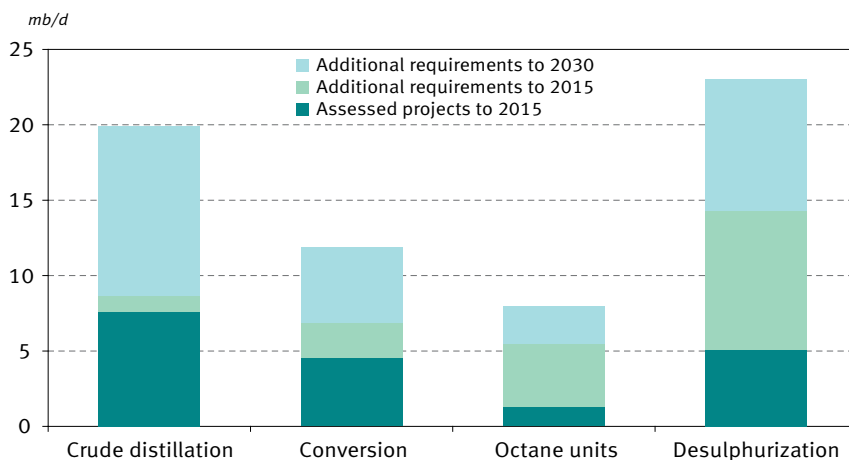 mb/d
25
20
15
10
5
0
Additional requirements to 2030
Additional requirements to 2015
Assessed projects to 2015
Crude distillation
Conversion
Octane units
Desulphurization